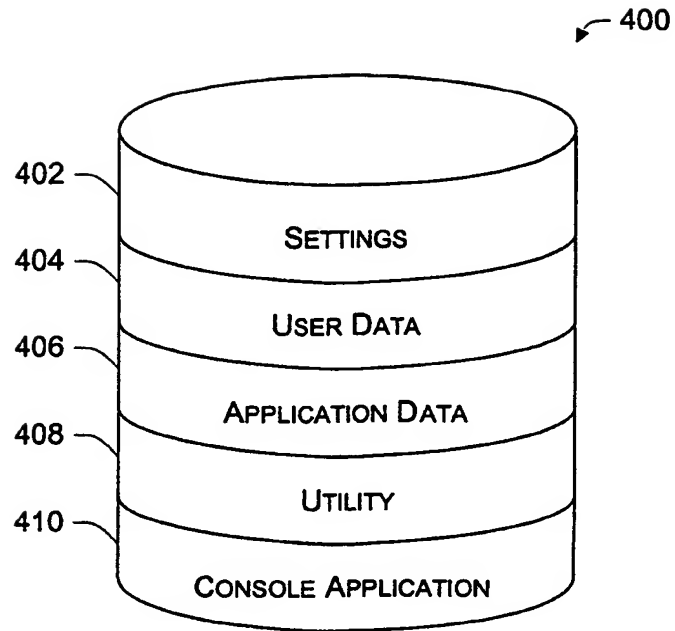 400
402
SETTINGS
404
USER DATA
406
APPLICATION DATA
408
UTILITY
410
CONSOLE APPLICATION